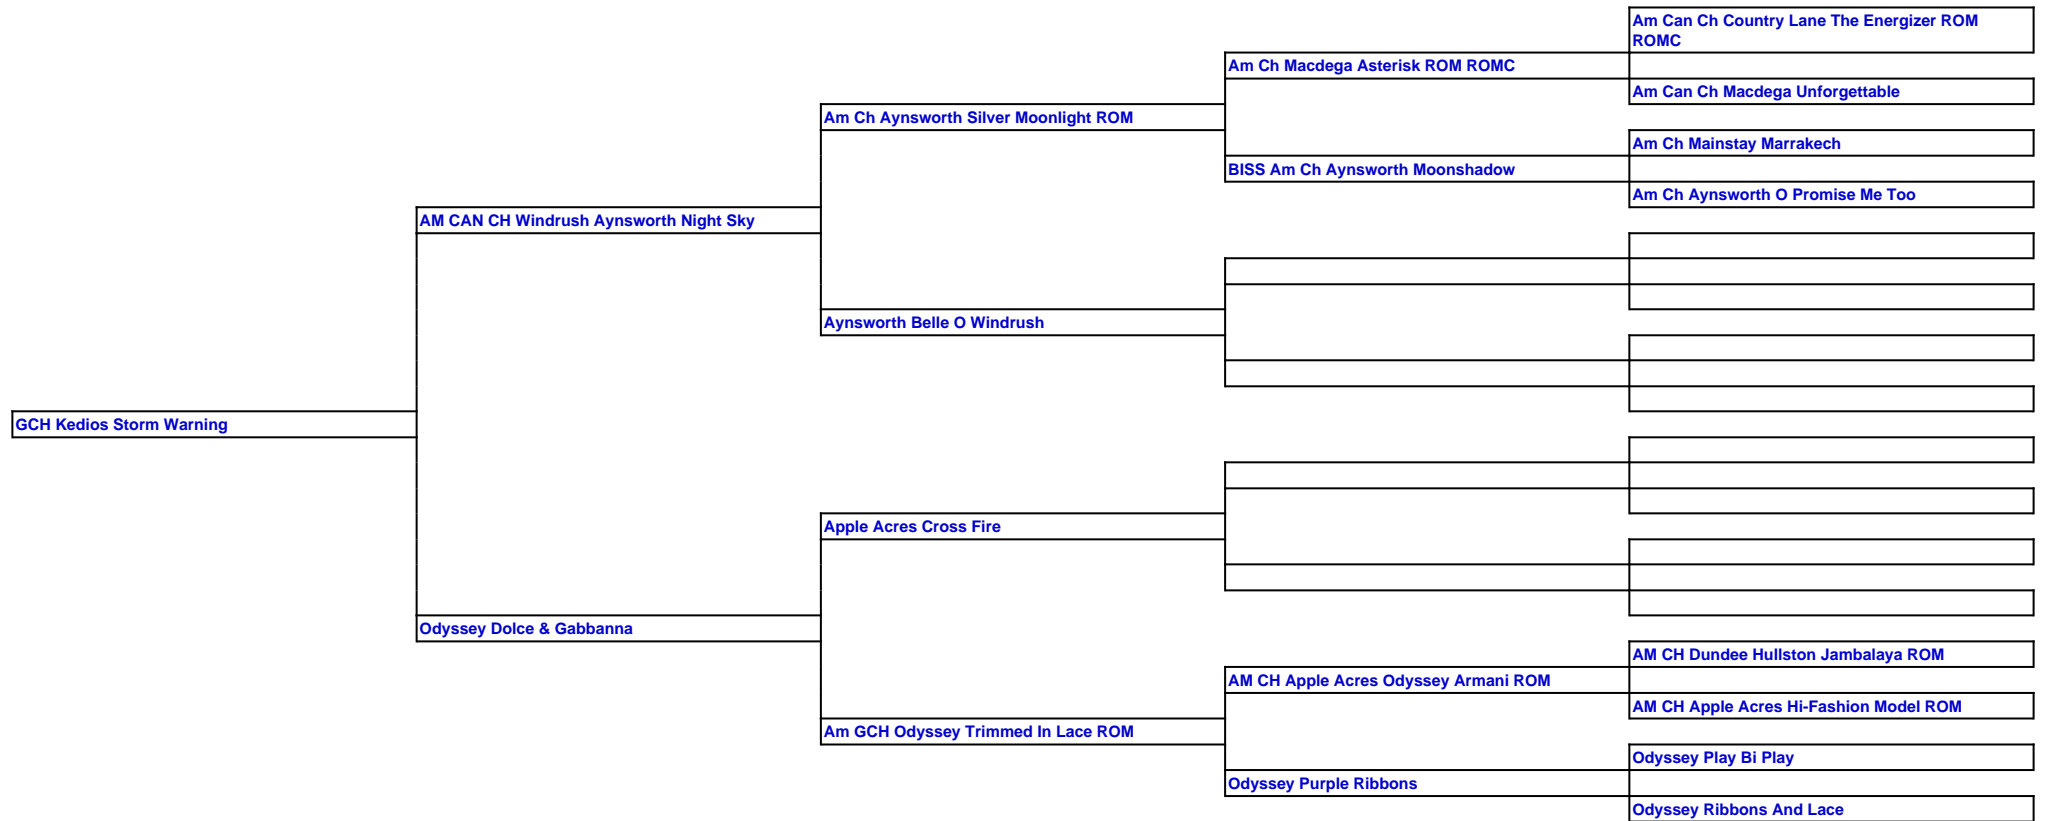 Am Can Ch Country Lane The Energizer ROM
ROMC
Am Ch Macdega Asterisk ROM ROMC
Am Can Ch Macdega Unforgettable
Am Ch Aynsworth Silver Moonlight ROM
Am Ch Mainstay Marrakech
BISS Am Ch Aynsworth Moonshadow
Am Ch Aynsworth O Promise Me Too
AM CAN CH Windrush Aynsworth Night Sky
Aynsworth Belle O Windrush
GCH Kedios Storm Warning
Apple Acres Cross Fire
Odyssey Dolce & Gabbanna
AM CH Dundee Hullston Jambalaya ROM
AM CH Apple Acres Odyssey Armani ROM
AM CH Apple Acres Hi-Fashion Model ROM
Am GCH Odyssey Trimmed In Lace ROM
Odyssey Play Bi Play
Odyssey Purple Ribbons
Odyssey Ribbons And Lace